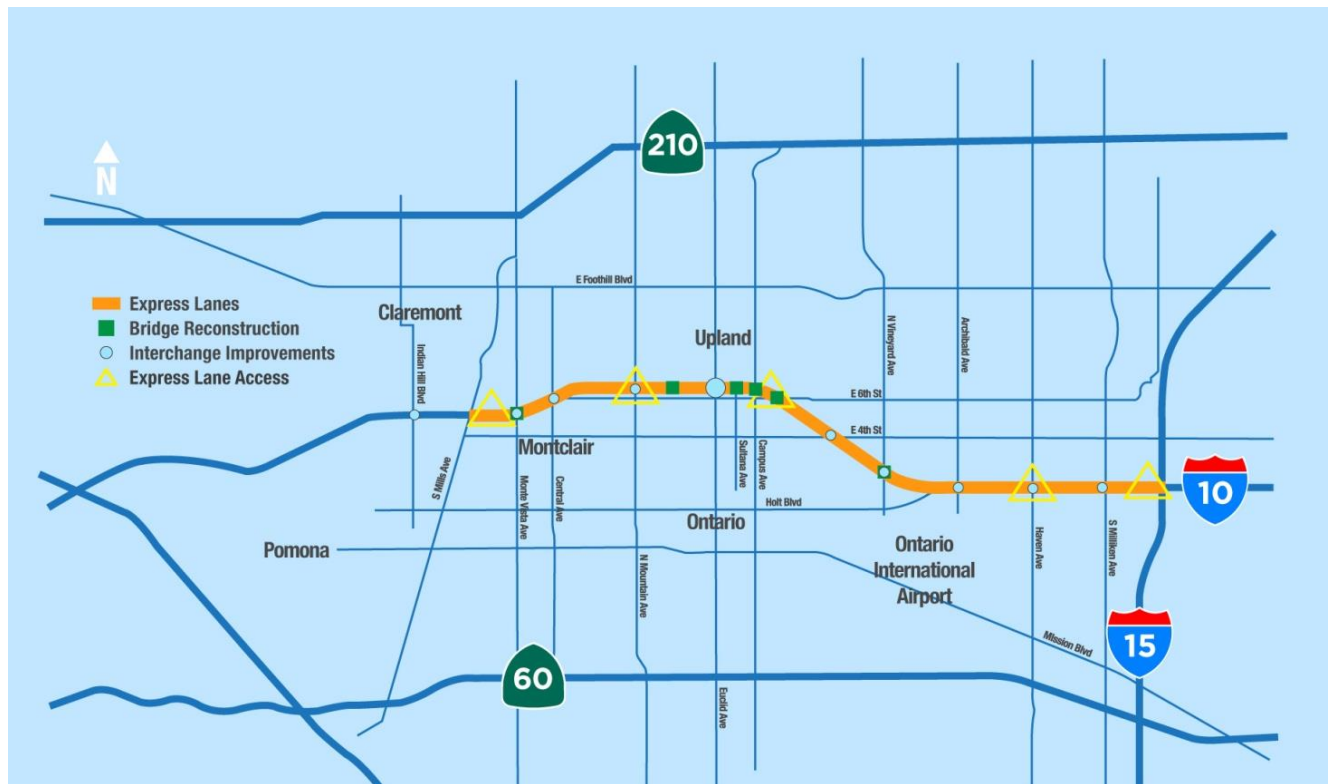 210
N
E Foothill Blvd
Express Lanes
Bridge Reconstruction
Interchange Improvements
Express Lane Access
Claremont
Indian Hill Blvd
Upland
N Vineyard Ave
Archibald Ave
E 6th St
E 4th St
Montclair
S Mills Ave
Monte Vista Ave
Central Ave
Sultana Ave
Campus Ave
Holt Blvd
10
Ontario
Pomona
N Mountain Ave
Ontario
International
Airport
Haven Ave
S Milliken Ave
Mission Blvd
15
60
Euclid Ave